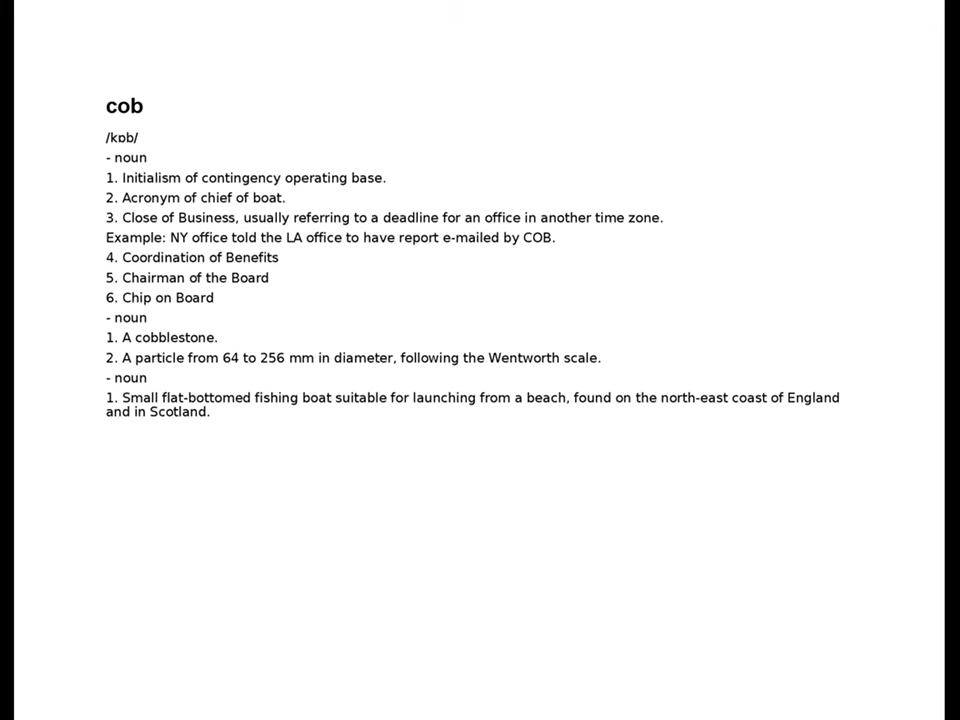 cob
/kɒb/
- noun
1. Initialism of contingency operating base.
2. Acronym of chief of boat.
3. Close of Business, usually referring to a deadline for an office in another time zone.
Example: NY office told the LA office to have report e-mailed by COB.
4. Coordination of Benefits
5. Chairman of the Board
6. Chip on Board
- noun
1. A cobblestone.
2. A particle from 64 to 256 mm in diameter, following the Wentworth scale.
- noun
1. Small flat-bottomed fishing boat suitable for launching from a beach, found on the north-east coast of England
and in Scotland.